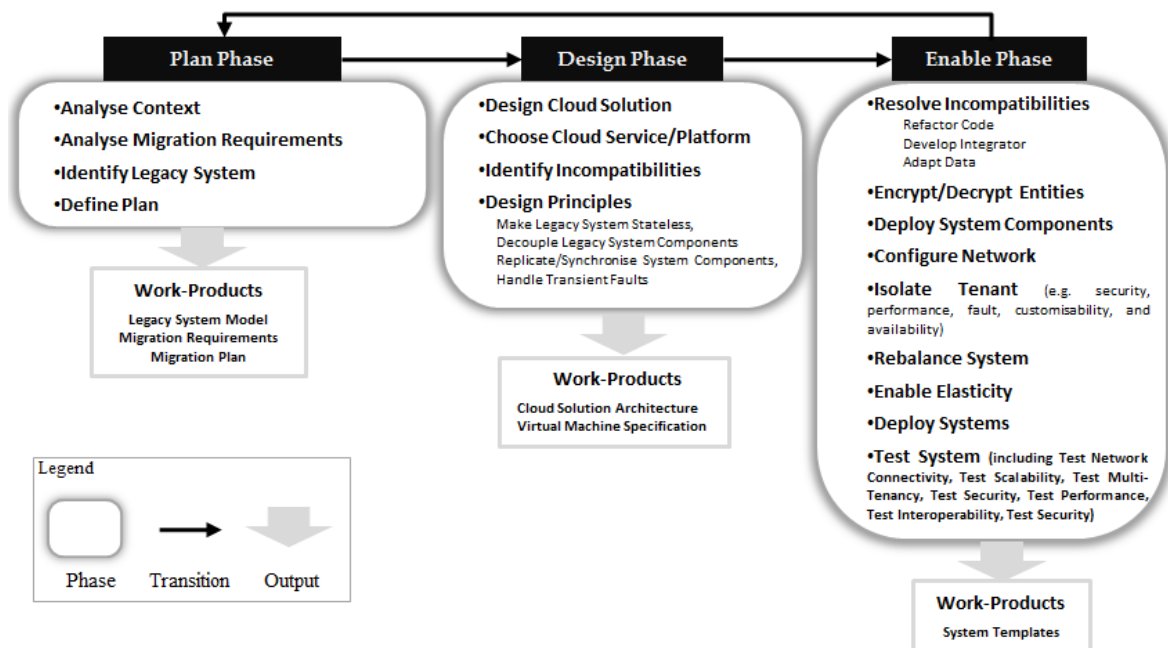 Plan Phase
Design Phase
Enable Phase
•Analyse Context
•Analyse Migration Requirements
•Identify Legacy System
•Define Plan
Work-Products
Legacy System Model
Migration Requirements
Migration Plan
•Design Cloud Solution
•Choose Cloud Service/Platform
•Identify Incompatibilities
•Design Principles
Make Legacy System Stateless,
Decouple Legacy System Components
Replicate/Synchronise System Components,
Handle Transient Faults
Work-Products
Cloud Solution Architecture
Virtual Machine Specification
•Resolve Incompatibilities
Refactor Code
Develop Integrator
Adapt Data
•Encrypt/Decrypt Entities
•Deploy System Components
•Configure Network
•Isolate Tenant (e.g. security,
performance, fault, customisability, and
availability)
•Rebalance System
•Enable Elasticity
•Deploy Systems
•Test System (including Test Network
Connectivity, Test Scalability, Test Multi-
Tenancy, Test Security, Test Performance,
Test Interoperability, Test Security)
Work-Products
System Templates
Legend
Phase
Transition
Output